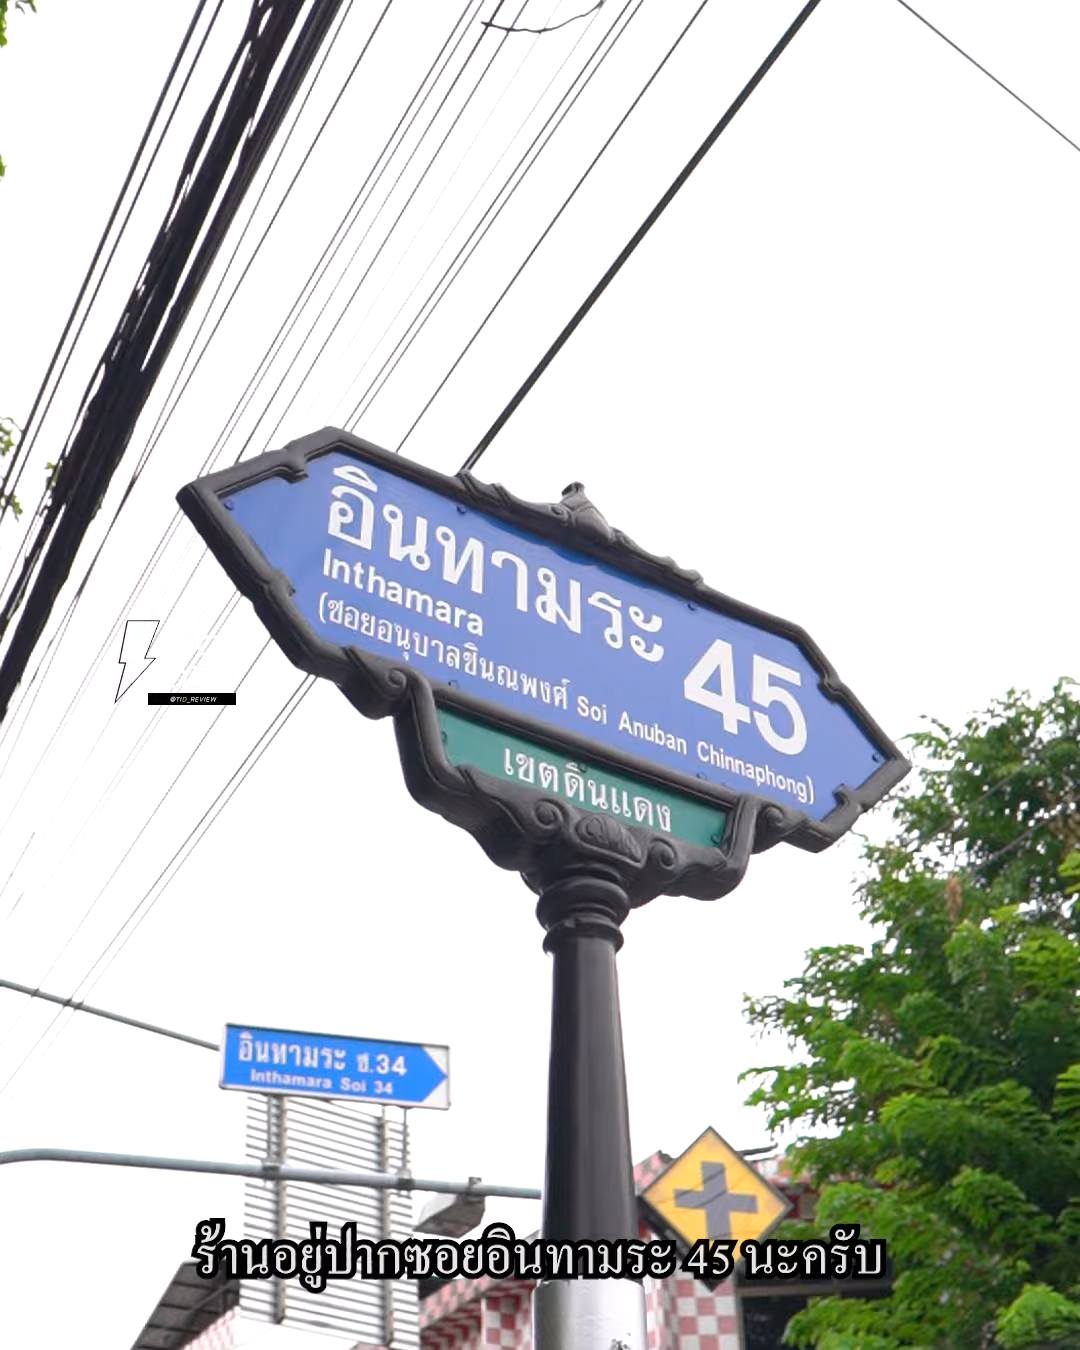 อินทามระ 45
Inthamara
(ซอยอนุบาลชินณพงศ์ Soi Anuban Chinnaphong)
เขตดินแดง
@TID_REVIEW
อินทามระ ซ.34
Inthamara Soi 34
ร้านอยู่ปากซอยอินทามระ 45 นะครับ